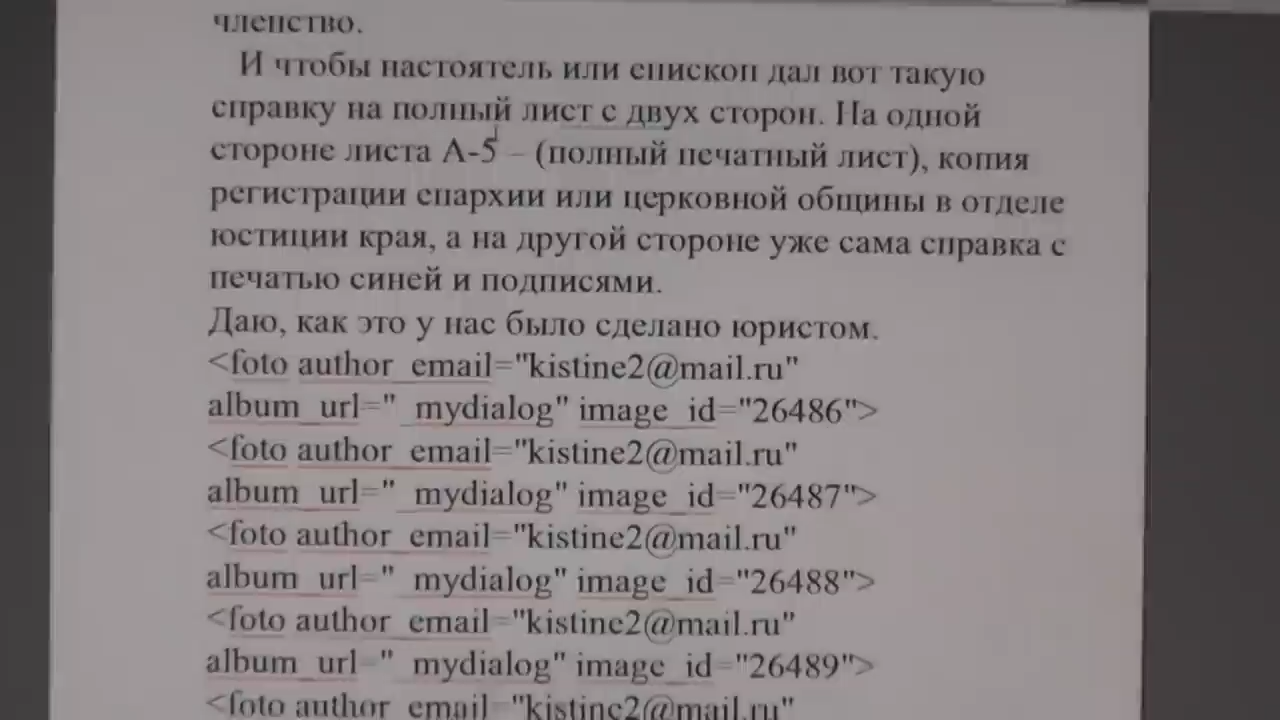 членство.
И чтобы настоятель или епископ дал вот такую
справку на полный лист с двух сторон. На одной
стороне листа А-5 – (полный печатный лист), копия
регистрации епархии или церковной общины в отделе
юстиции края, а на другой стороне уже сама справка с
печатью синей и подписями.
Даю, как это у нас было сделано юристом.
<foto author_email="kistine2@mail.ru"
album_url="_mydialog" image_id="26486">
<foto author_email="kistine2@mail.ru"
album_url="_mydialog" image_id="26487">
<foto author_email="kistine2@mail.ru"
album_url="_mydialog" image_id="26488">
<foto author_email="kistine2@mail.ru"
album_url="_mydialog" image_id="26489">
<foto author_email="kistine2@mail.ru"